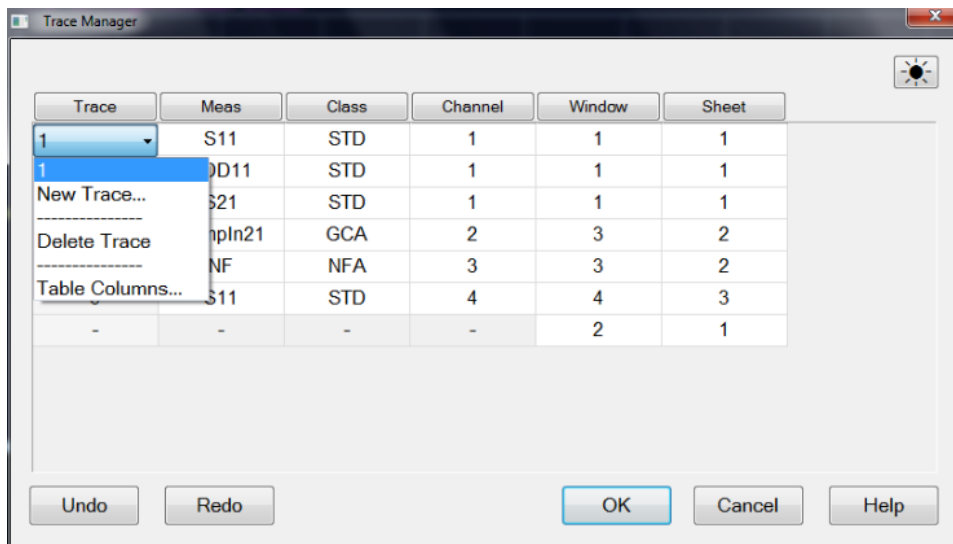 Trace Manager
Trace Meas Class Channel Window Sheet
1 S11 STD 1 1 1
1 DD11 STD 1 1 1
New Trace... S21 STD 1 1 1
---------------
Delete Trace GCA 2 3 2
---------------
NF NFA 3 3 2
Table Columns... S11 STD 4 4 3
- - - - 2 1
Undo Redo OK Cancel Help